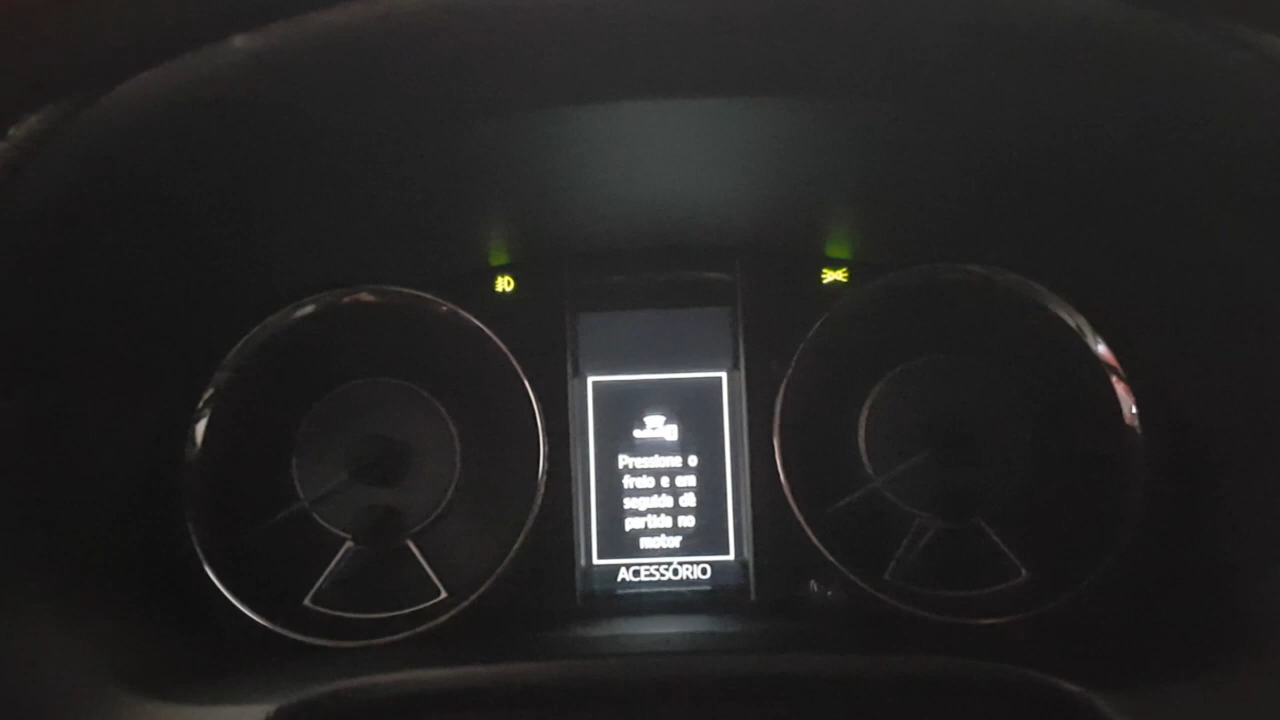 Pressione o
freio e em
seguida dê
partida no
motor
ACESSÓRIO